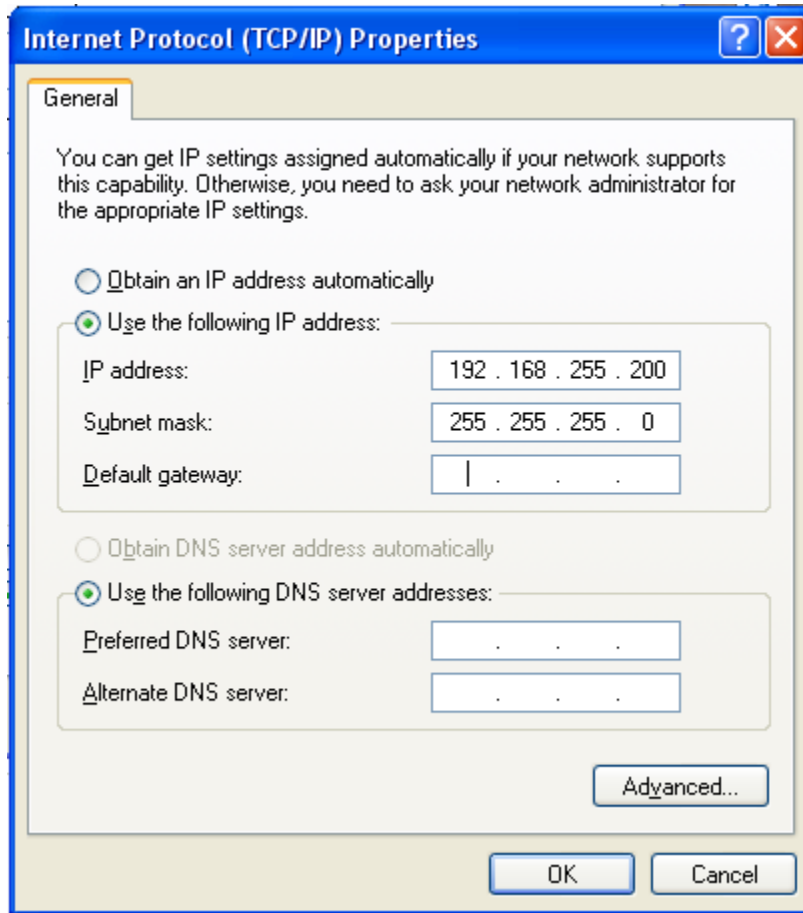 Internet Protocol (TCP/IP) Properties
General
You can get IP settings assigned automatically if your network supports
this capability. Otherwise, you need to ask your network administrator for
the appropriate IP settings.
Obtain an IP address automatically
Use the following IP address:
IP address: 192 . 168 . 255 . 200
Subnet mask: 255 . 255 . 255 . 0
Default gateway: . . .
Obtain DNS server address automatically
Use the following DNS server addresses:
Preferred DNS server: . . .
Alternate DNS server: . . .
Advanced...
OK Cancel